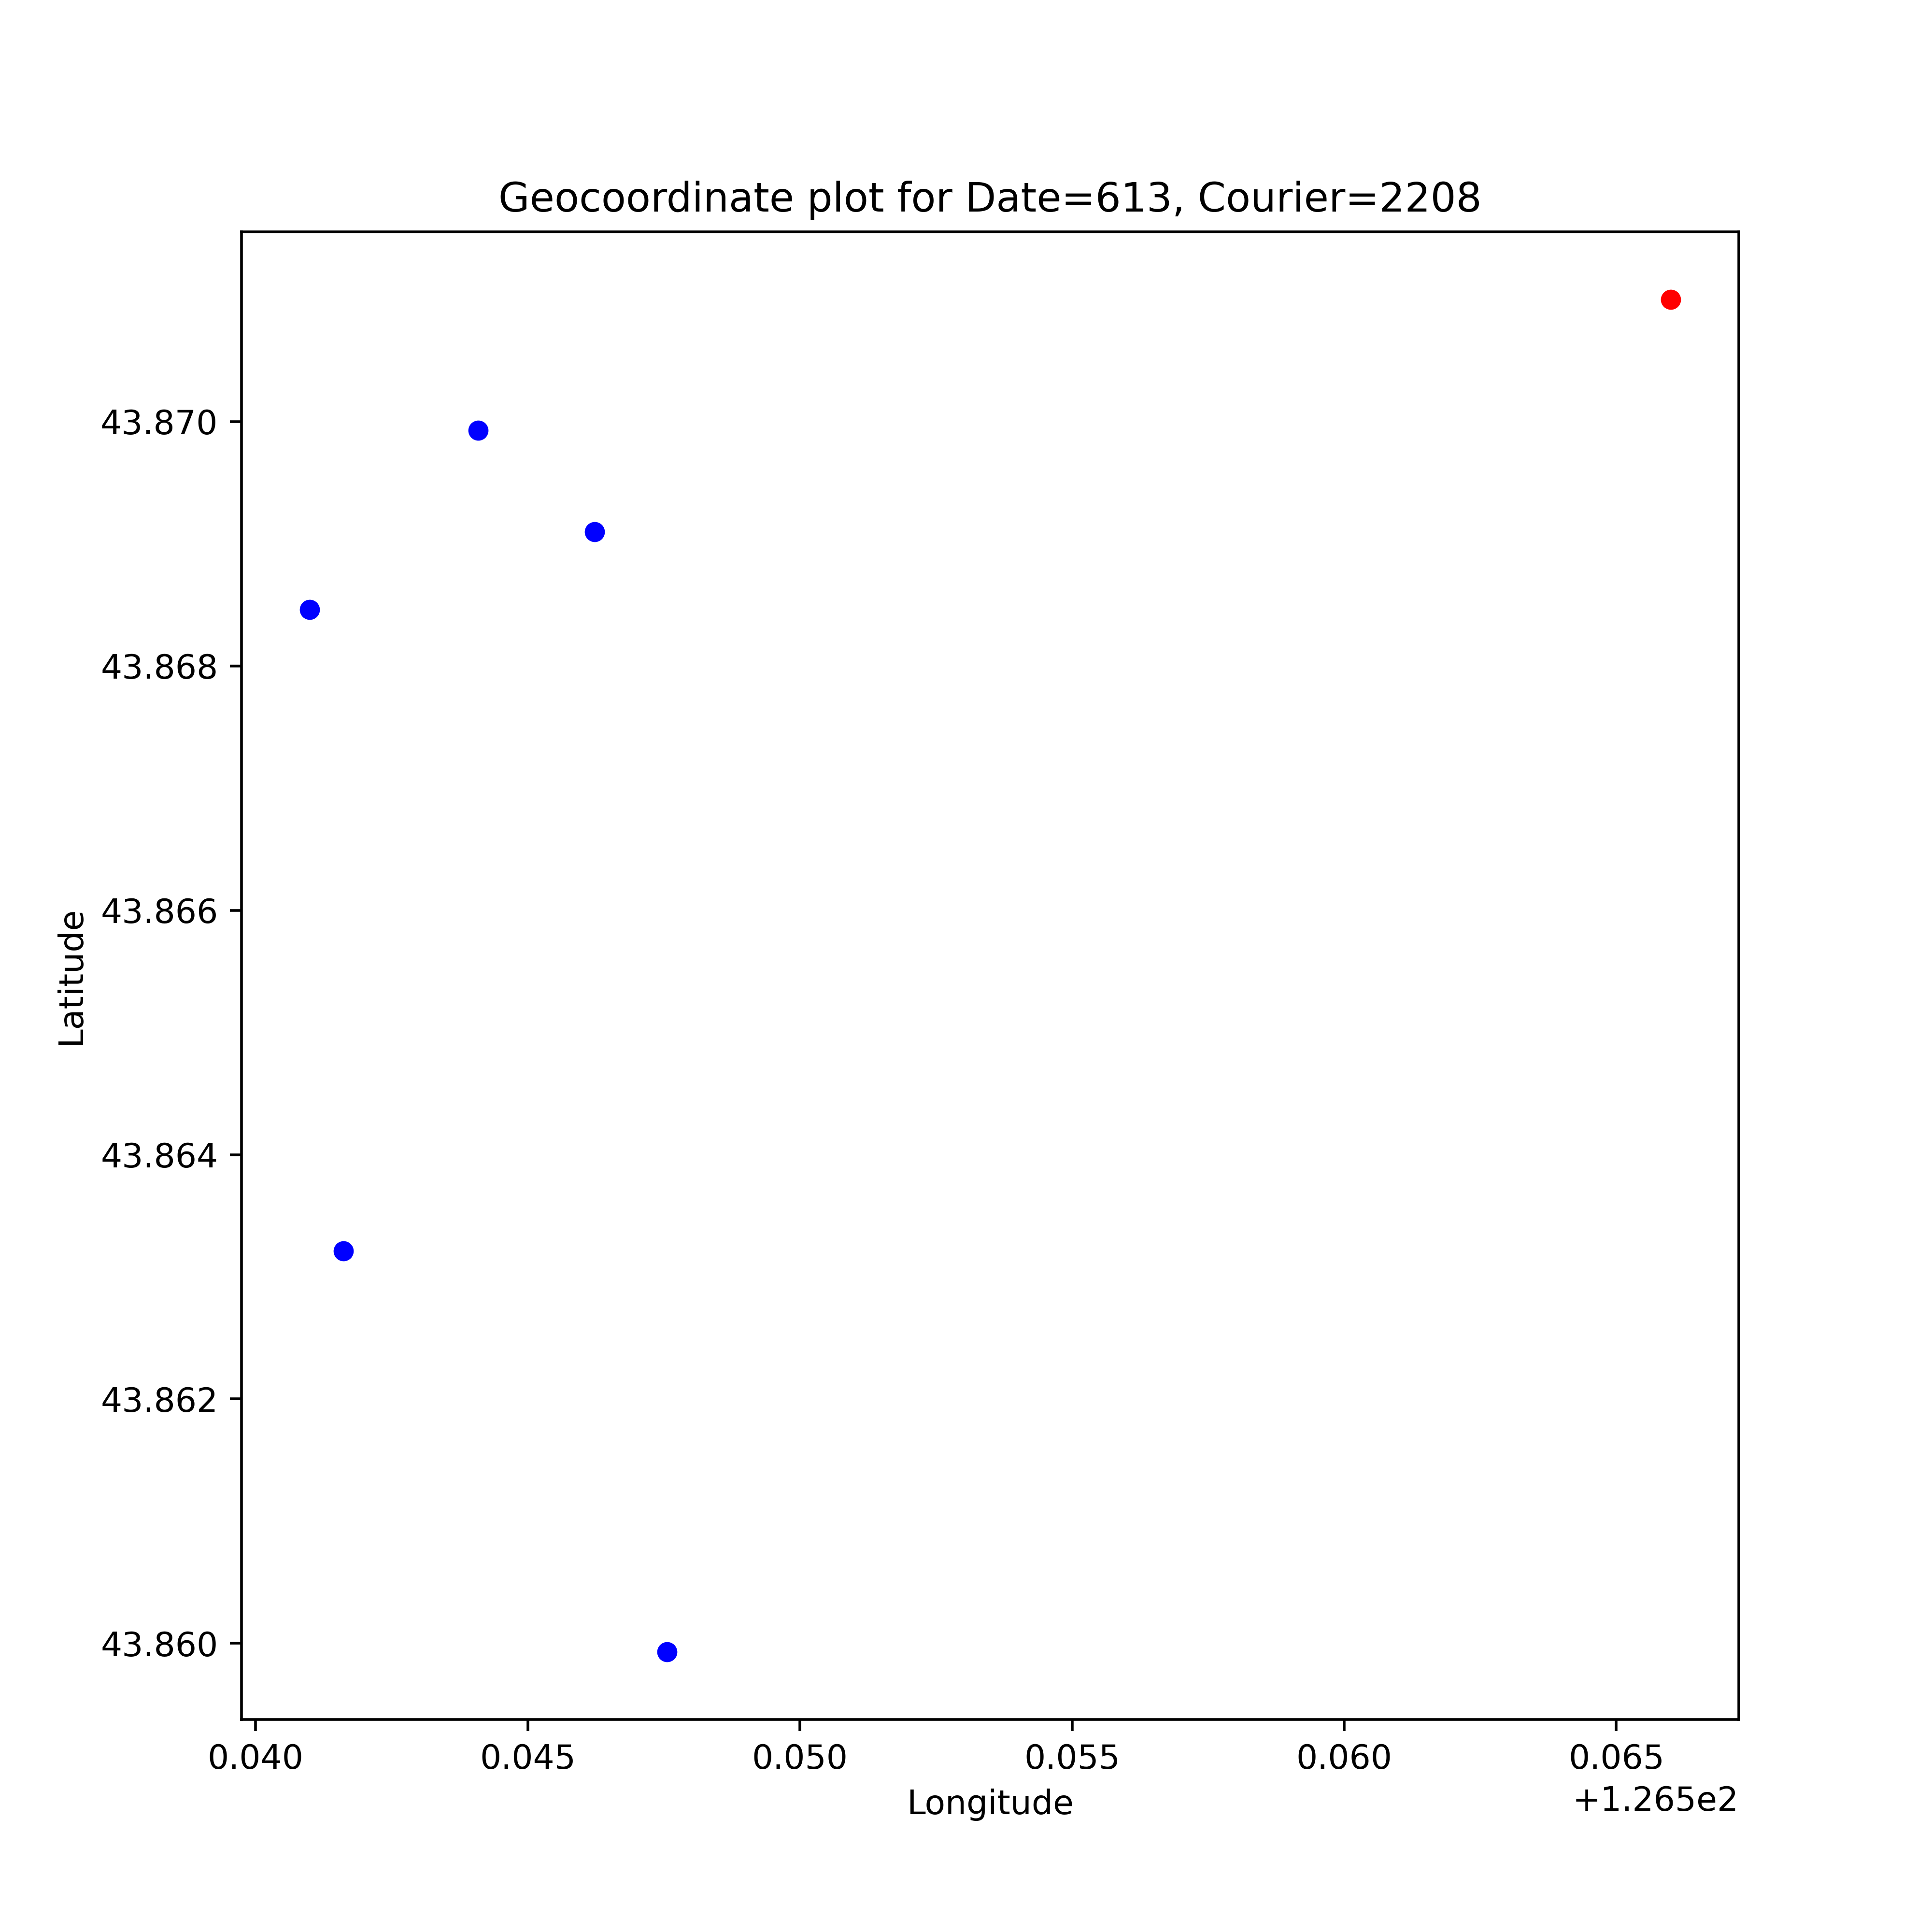 Geocoordinate plot for Date=613, Courier=2208
43.870
43.868
43.866
43.864
43.862
43.860
Latitude
0.040 0.045 0.050 0.055 0.060 0.065
+1.265e2
Longitude